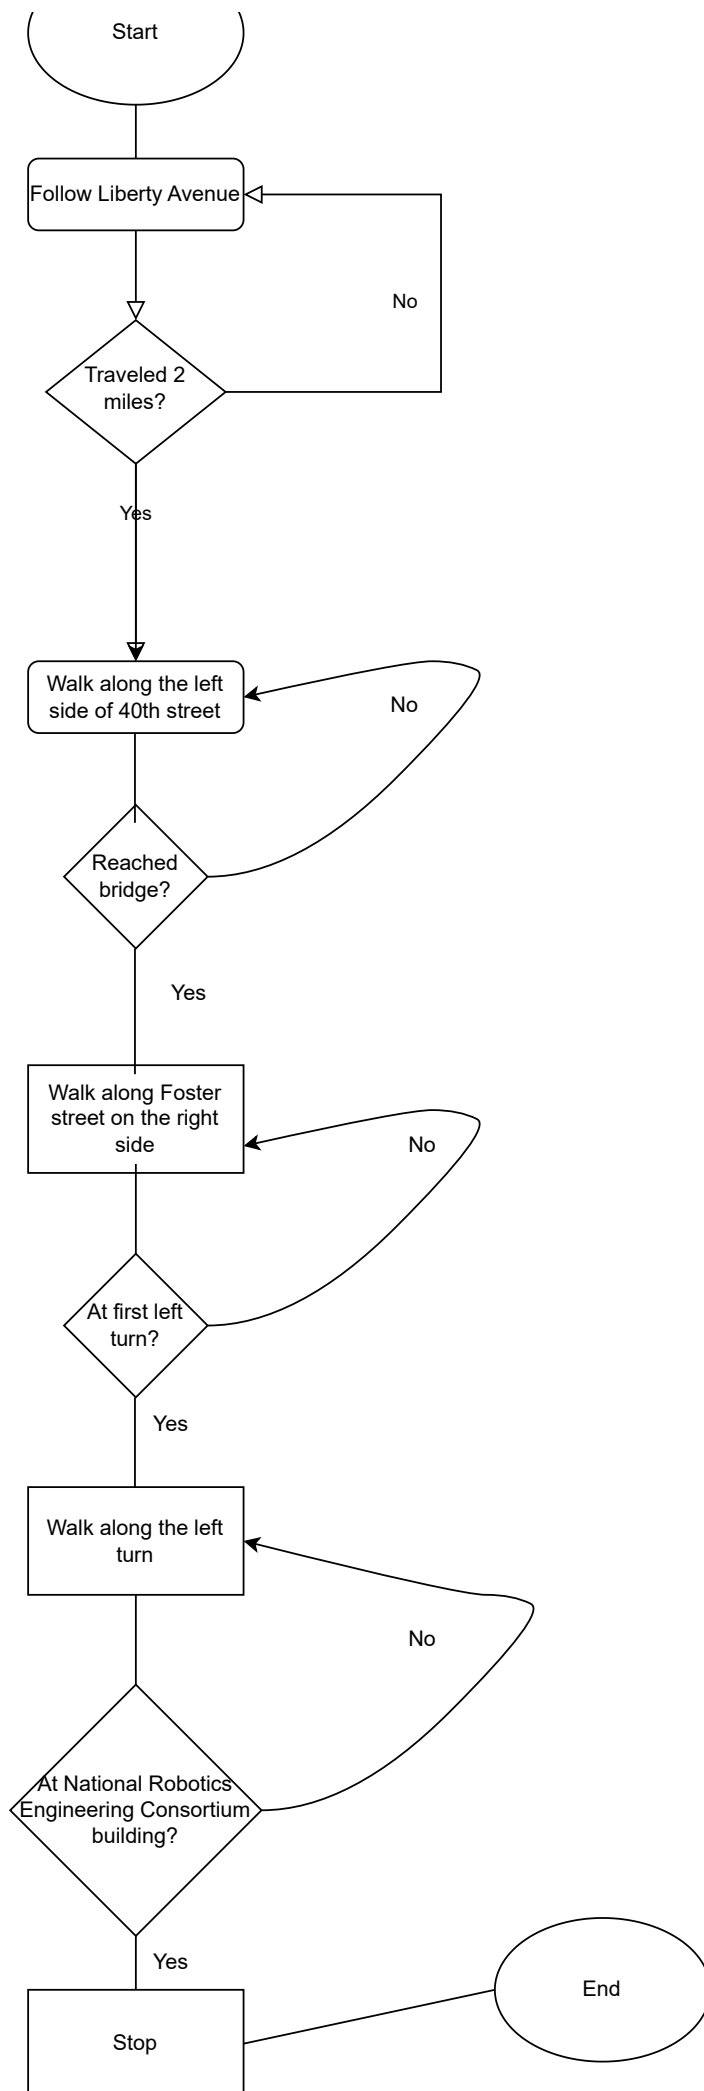 Start
Follow Liberty Avenue
No
Traveled 2
miles?
Yes
Walk along the left
side of 40th street
No
Reached
bridge?
Yes
Walk along Foster
street on the right
side
No
At first left
turn?
Yes
Walk along the left
turn
No
At National Robotics
Engineering Consortium
building?
Yes
End
Stop